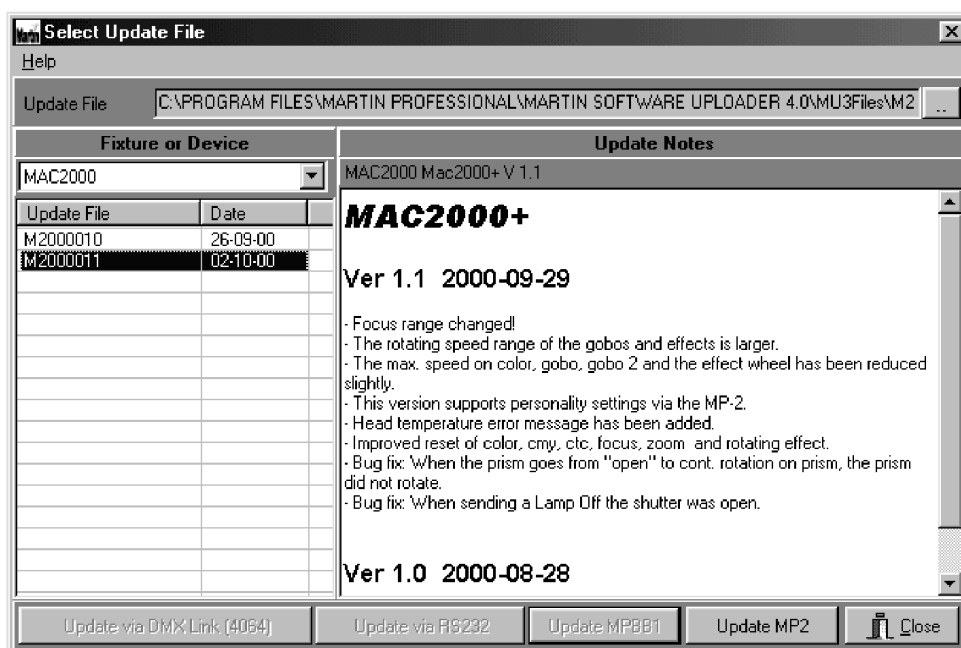 Martin Select Update File
Help
Update File C:\PROGRAM FILES\MARTIN PROFESSIONAL\MARTIN SOFTWARE UPLOADER 4.0\MU3Files\M2 ..
Fixture or Device
MAC2000
Update File Date
M2000010 26-09-00
M2000011 02-10-00
Update Notes
MAC2000 Mac2000+ V 1.1
MAC2000+
Ver 1.1 2000-09-29
- Focus range changed!
- The rotating speed range of the gobos and effects is larger.
- The max. speed on color, gobo, gobo 2 and the effect wheel has been reduced
slightly.
- This version supports personality settings via the MP-2.
- Head temperature error message has been added.
- Improved reset of color, cmy, ctc, focus, zoom and rotating effect.
- Bug fix: When the prism goes from "open" to cont. rotation on prism, the prism
did not rotate.
- Bug fix: When sending a Lamp Off the shutter was open.
Ver 1.0 2000-08-28
Update via DMX Link (4064) Update via RS232 Update MPBB1 Update MP2 Close